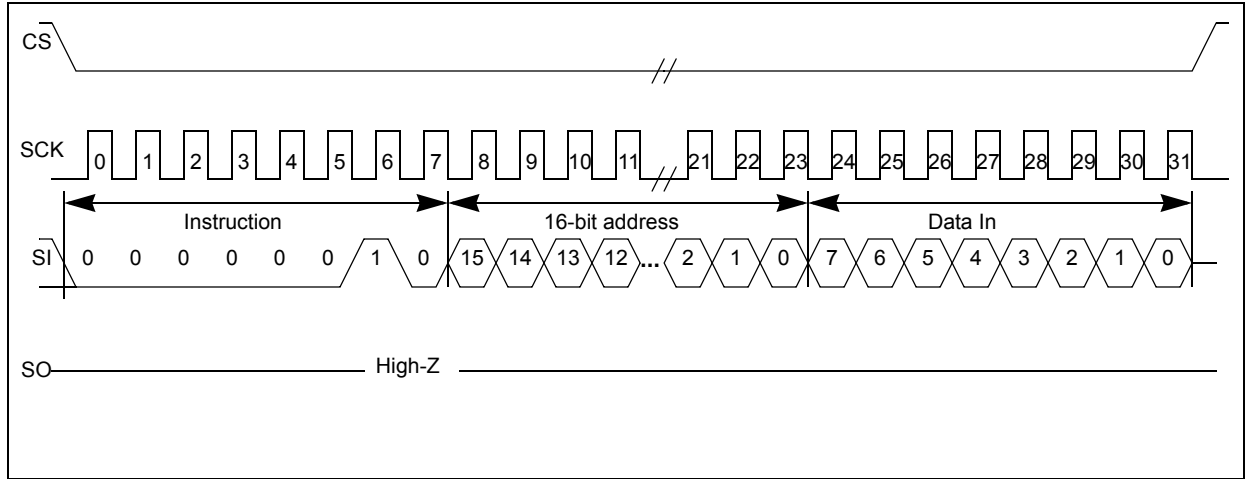 CS
SCK 0 1 2 3 4 5 6 7 8 9 10 11 21 22 23 24 25 26 27 28 29 30 31
Instruction 16-bit address Data In
SI 0 0 0 0 0 0 1 0 15 14 13 12 ... 2 1 0 7 6 5 4 3 2 1 0
SO High-Z